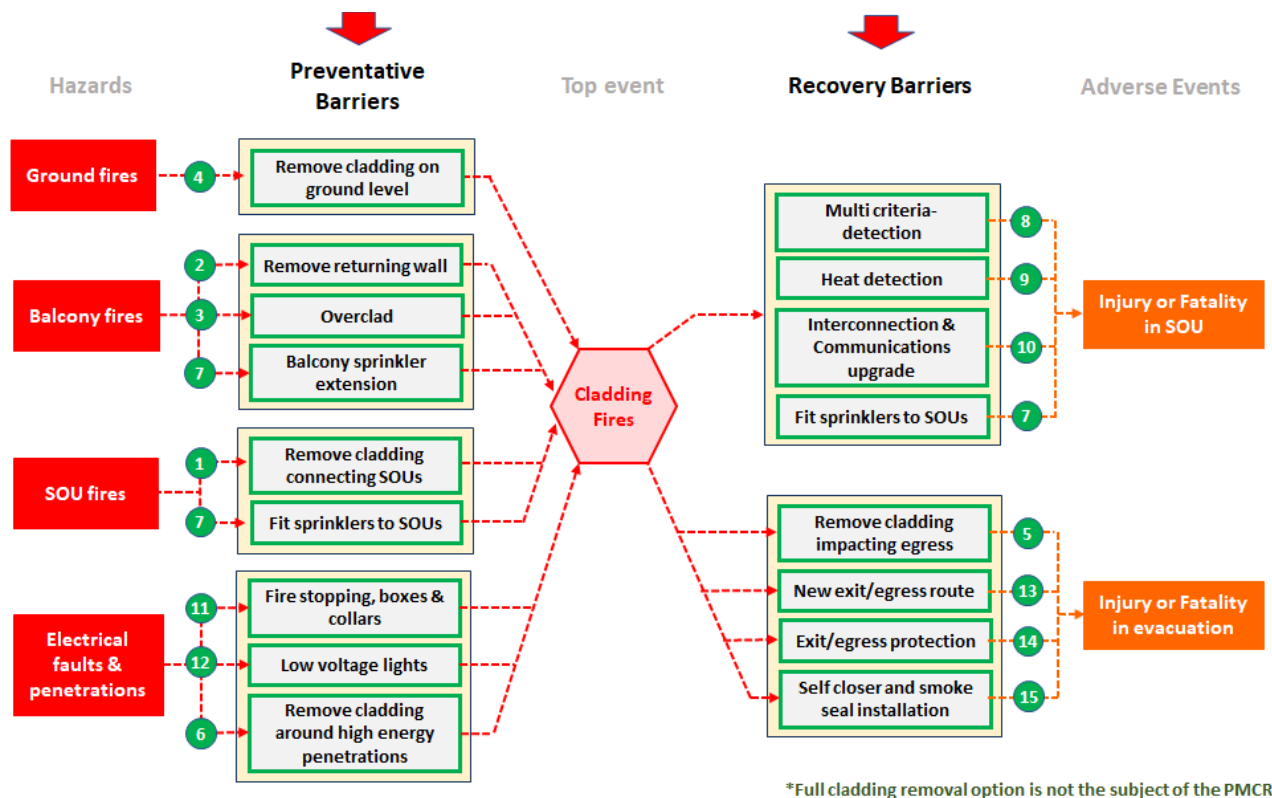 Hazards
Preventative
Barriers
Top event
Recovery Barriers
Adverse Events
Ground fires
4
Remove cladding on
ground level
Balcony fires
2
Remove returning wall
3
Overclad
7
Balcony sprinkler
extension
SOU fires
1
Remove cladding
connecting SOUs
7
Fit sprinklers to SOUs
Electrical
faults &
penetrations
11
Fire stopping, boxes &
collars
12
Low voltage lights
6
Remove cladding
around high energy
penetrations
Cladding
Fires
Multi criteria-
detection
8
Heat detection
9
Interconnection &
Communications
upgrade
10
Fit sprinklers to SOUs
7
Injury or Fatality
in SOU
Remove cladding
impacting egress
5
New exit/egress route
13
Exit/egress protection
14
Self closer and smoke
seal installation
15
Injury or Fatality
in evacuation
*Full cladding removal option is not the subject of the PMCR